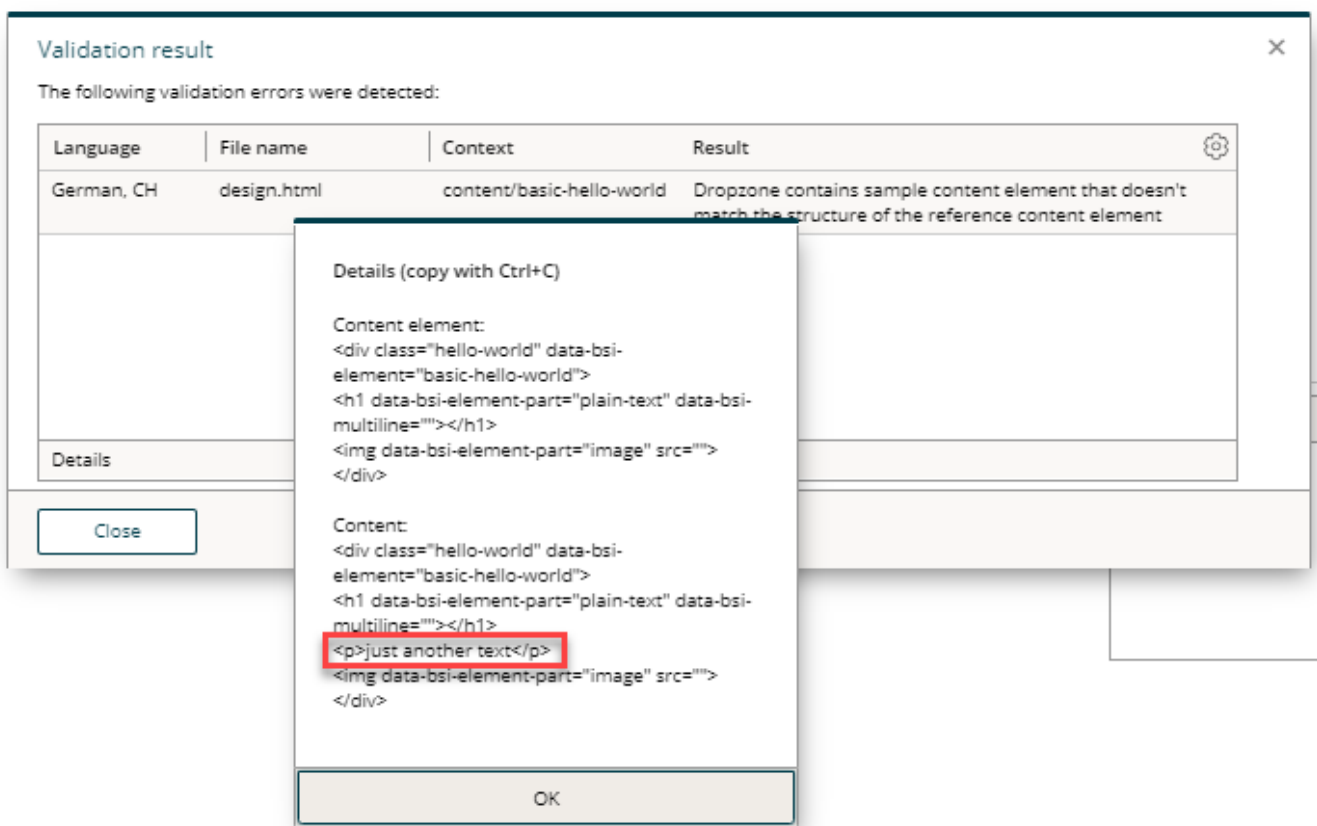 Validation result
The following validation errors were detected:
Language File name Context Result
German, CH design.html content/basic-hello-world Dropzone contains sample content element that doesn't
match the structure of the reference content element
Details (copy with Ctrl+C)
Content element:
<div class="hello-world" data-bsi-
element="basic-hello-world">
<h1 data-bsi-element-part="plain-text" data-bsi-
multiline=""></h1>
<img data-bsi-element-part="image" src="">
</div>
Content:
<div class="hello-world" data-bsi-
element="basic-hello-world">
<h1 data-bsi-element-part="plain-text" data-bsi-
multiline=""></h1>
<p>just another text</p>
<img data-bsi-element-part="image" src="">
</div>
OK
Details
Close